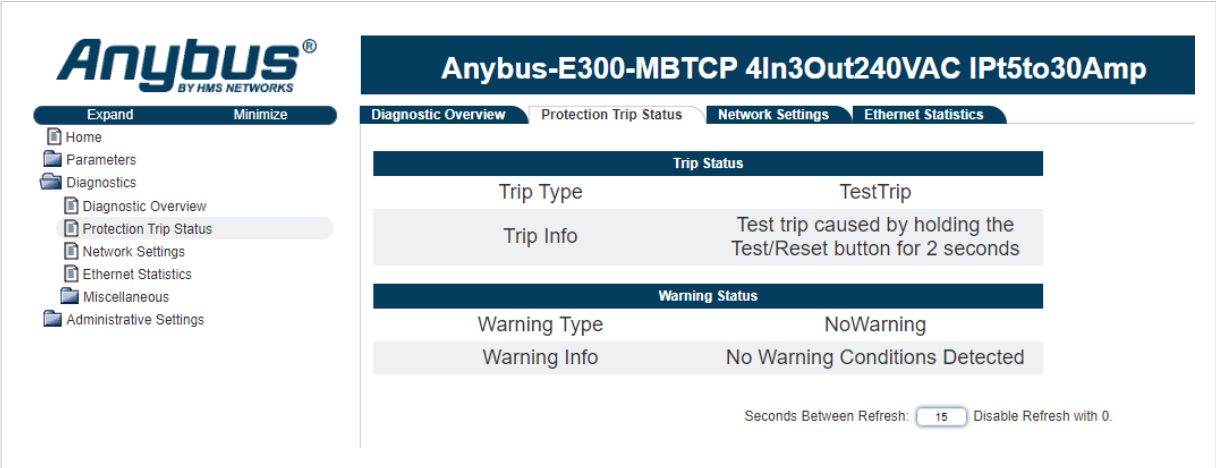 Anybus®
BY HMS NETWORKS
Anybus-E300-MBTCP 4In3Out240VAC IPt5to30Amp
Expand Minimize
Home
Parameters
Diagnostics
Diagnostic Overview
Protection Trip Status
Network Settings
Ethernet Statistics
Miscellaneous
Administrative Settings
Diagnostic Overview Protection Trip Status Network Settings Ethernet Statistics
Trip Status
Trip Type TestTrip
Trip Info Test trip caused by holding the
Test/Reset button for 2 seconds
Warning Status
Warning Type NoWarning
Warning Info No Warning Conditions Detected
Seconds Between Refresh: 15 Disable Refresh with 0.